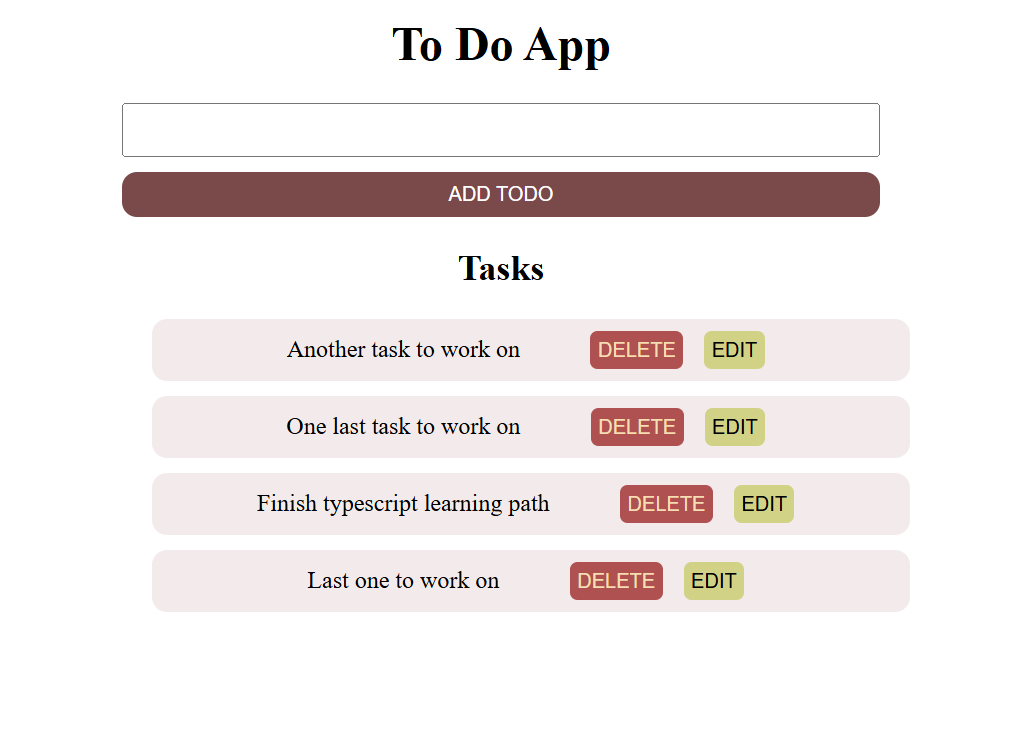 To Do App
ADD TODO
Tasks
Another task to work on DELETE EDIT
One last task to work on DELETE EDIT
Finish typescript learning path DELETE EDIT
Last one to work on DELETE EDIT